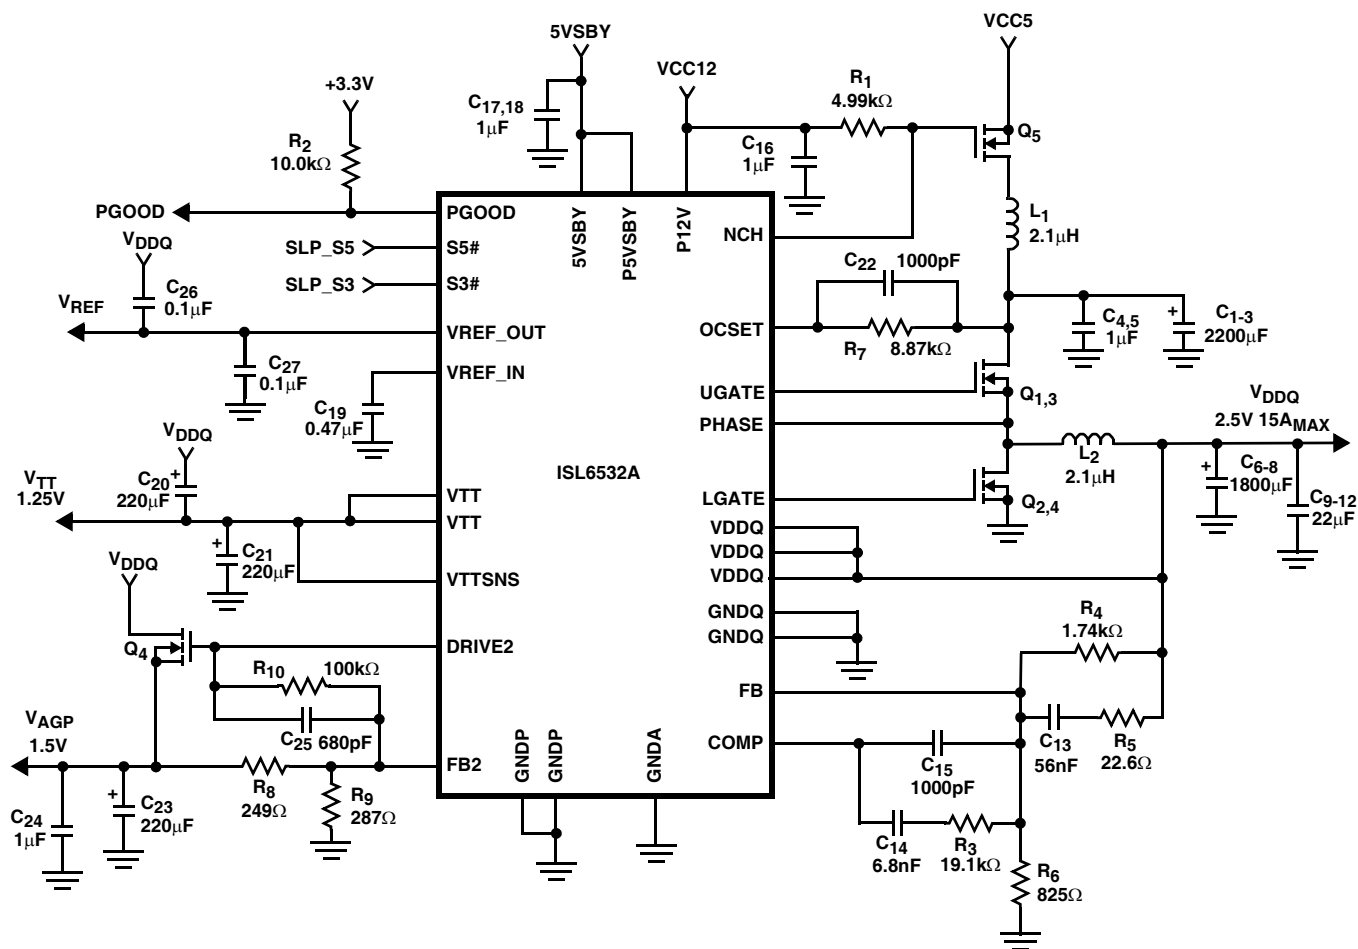 5VSBY
VCC5
VCC12
+3.3V
C17,18
1µF
R1
4.99kΩ
R2
10.0kΩ
C16
1µF
Q5
PGOOD
PGOOD
5VSBY
P5VSBY
P12V
NCH
L1
2.1µH
VDDQ
SLP_S5
S5#
SLP_S3
S3#
C22
1000pF
C26
0.1µF
VREF
VREF_OUT
OCSET
R7
8.87kΩ
C4,5
1µF
+
C1-3
2200µF
C27
0.1µF
VREF_IN
C19
0.47µF
UGATE
Q1,3
PHASE
VDDQ
2.5V 15AMAX
VDDQ
C20
+
220µF
ISL6532A
L2
2.1µH
+
C6-8
1800µF
C9-12
22µF
VTT
1.25V
VTT
VTT
LGATE
Q2,4
VDDQ
VDDQ
VDDQ
+
C21
220µF
VDDQ
VTTSNS
GNDQ
GNDQ
R4
1.74kΩ
Q4
DRIVE2
R10
100kΩ
FB
C25
680pF
VAGP
1.5V
FB2
GNDP
GNDP
GNDA
COMP
C13
56nF
R5
22.6Ω
C15
1000pF
R8
249Ω
R9
287Ω
C24
1µF
+
C23
220µF
C14
6.8nF
R3
19.1kΩ
R6
825Ω